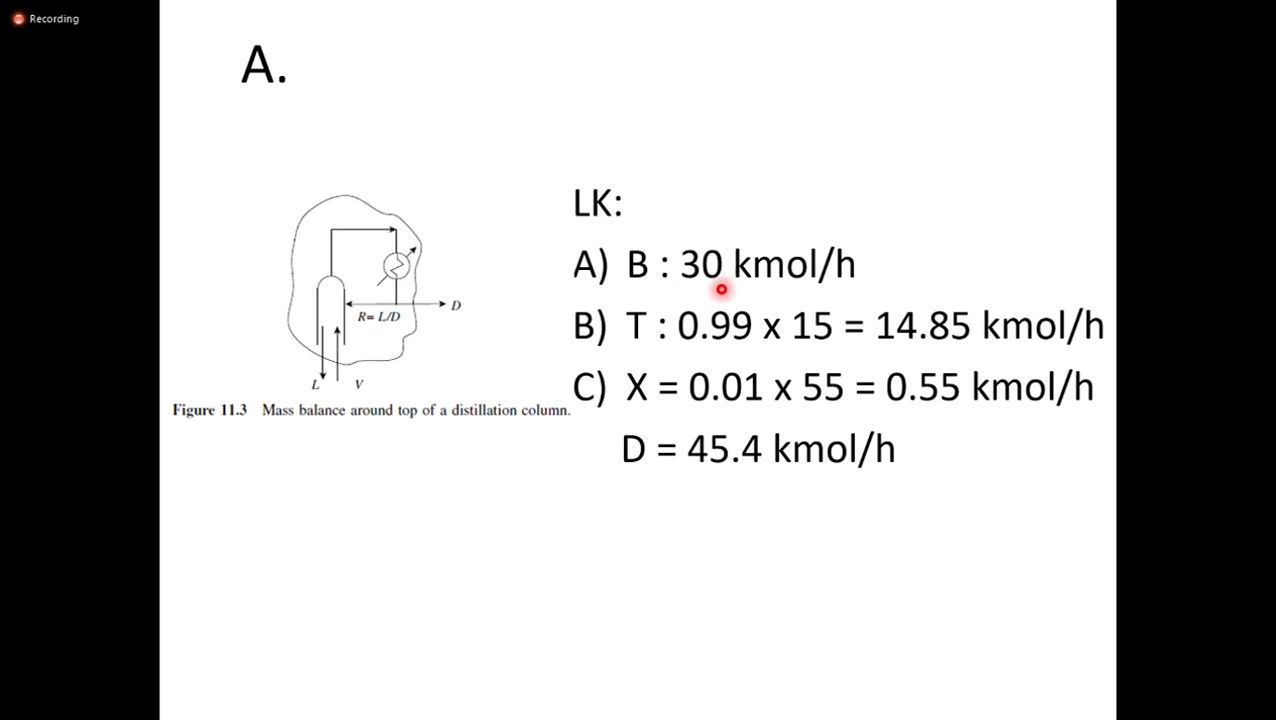 Recording
A.
LK:
A) B : 30 kmol/h
B) T : 0.99 x 15 = 14.85 kmol/h
C) X = 0.01 x 55 = 0.55 kmol/h
D = 45.4 kmol/h
D
R= L/D
L V
Figure 11.3 Mass balance around top of a distillation column.